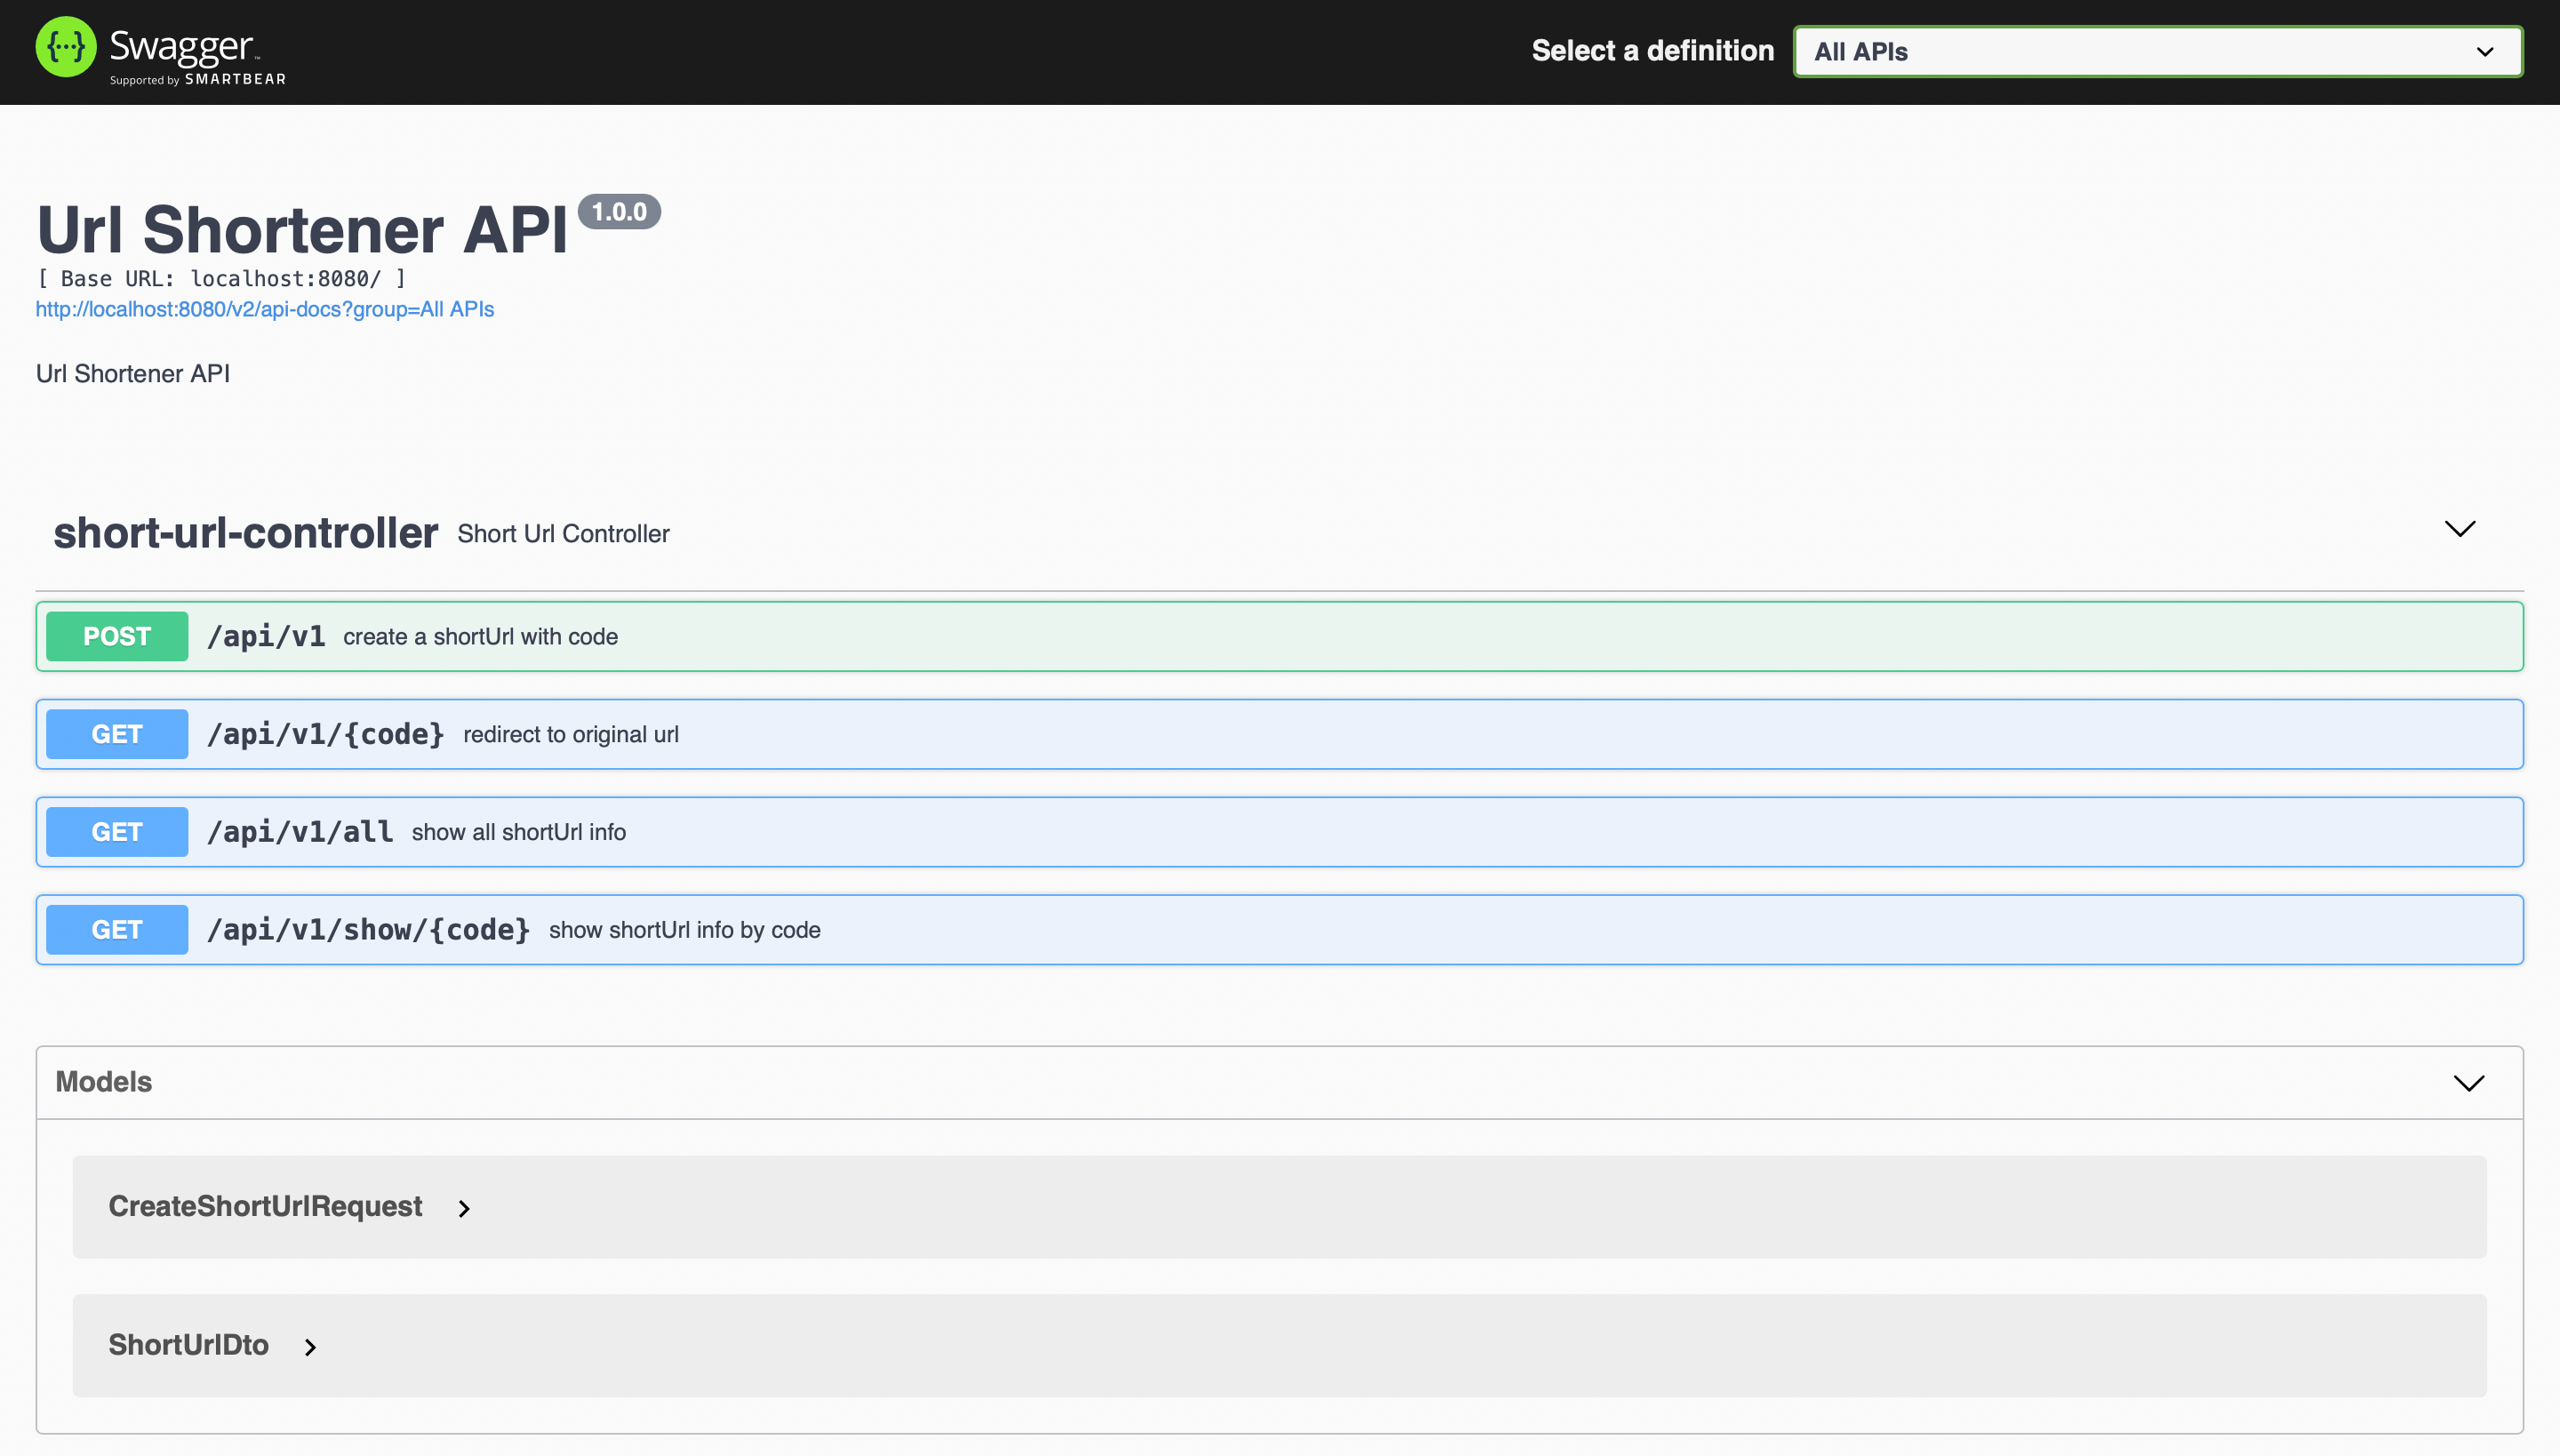 Swagger™
Supported by SMARTBEAR
Select a definition
All APIs
Url Shortener API 1.0.0
[ Base URL: localhost:8080/ ]
http://localhost:8080/v2/api-docs?group=All APIs
Url Shortener API
short-url-controller Short Url Controller
POST /api/v1 create a shortUrl with code
GET /api/v1/{code} redirect to original url
GET /api/v1/all show all shortUrl info
GET /api/v1/show/{code} show shortUrl info by code
Models
CreateShortUrlRequest
ShortUrlDto